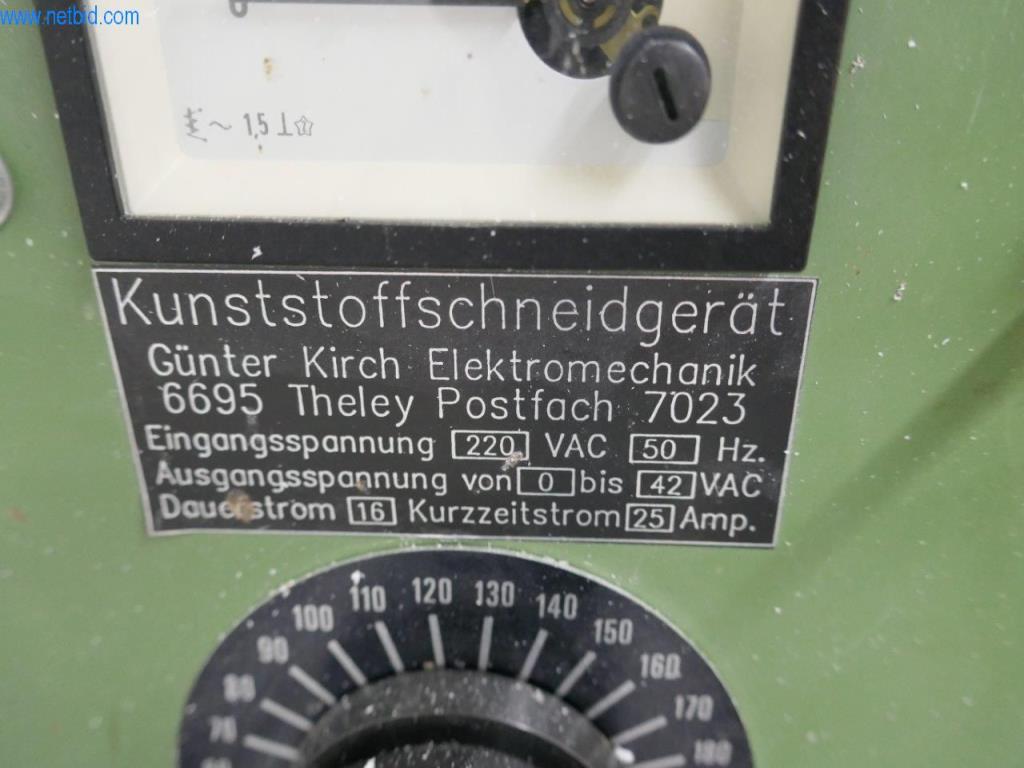 www.netbid.com
~ 1,5
Kunststoffschneidgerät
Günter Kirch Elektromechanik
6695 Theley Postfach 7023
Eingangsspannung 220 VAC 50 Hz.
Ausgangsspannung von 0 bis 42 VAC
Dauerstrom 16 Kurzzeitstrom 25 Amp.
70 80 90 100 110 120 130 140 150 160 170 180